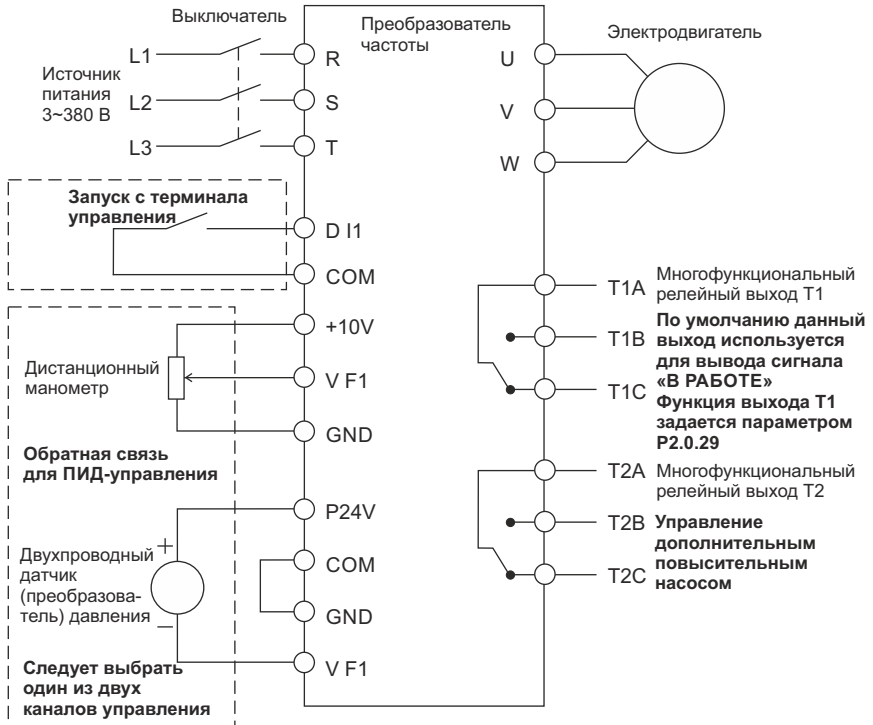 Выключатель
Преобразователь
частоты
Электродвигатель
L1
R
U
Источник
питания
3~380 В
L2
S
V
L3
T
W
Запуск с терминала
управления
D I1
COM
T1A
Многофункциональный
релейный выход T1
+10V
T1B
По умолчанию данный
выход используется
для вывода сигнала
«В РАБОТЕ»
Функция выхода T1
задается параметром
P2.0.29
Дистанционный
манометр
V F1
T1C
GND
Обратная связь
для ПИД-управления
T2A
Многофункциональный
релейный выход T2
P24V
T2B
Управление
дополнительным
повысительным
насосом
+
Двухпроводный
датчик
(преобразова-
тель) давления
−
COM
T2C
GND
V F1
Следует выбрать
один из двух
каналов управления